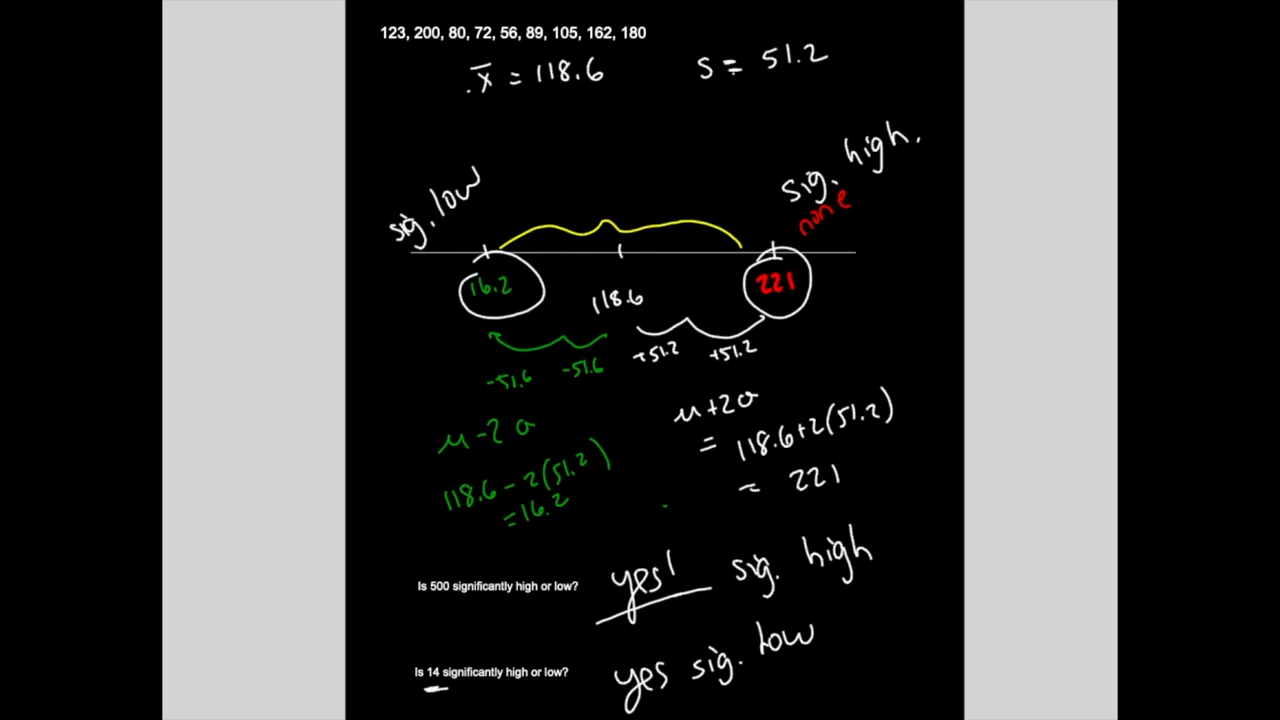 123, 200, 80, 72, 56, 89, 105, 162, 180
x̄ = 118.6
S = 51.2
sig. low
sig. high.
none
16.2
118.6
221
-51.6
-51.6
+51.2
+51.2
μ-2σ
118.6 - 2(51.2)
=16.2
μ+2σ
= 118.6+2(51.2)
= 221
Is 500 significantly high or low?
yes! sig. high
Is 14 significantly high or low?
yes sig. low